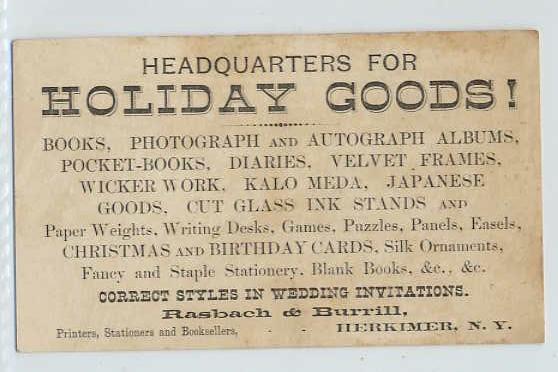 HEADQUARTERS FOR
HOLIDAY GOODS!
BOOKS, PHOTOGRAPH AND AUTOGRAPH ALBUMS,
POCKET-BOOKS, DIARIES, VELVET FRAMES,
WICKER WORK, KALO MEDA, JAPANESE
GOODS, CUT GLASS INK STANDS AND
Paper Weights, Writing Desks, Games, Puzzles, Panels, Easels,
CHRISTMAS AND BIRTHDAY CARDS, Silk Ornaments,
Fancy and Staple Stationery, Blank Books, &c., &c.
CORRECT STYLES IN WEDDING INVITATIONS.
Rasbach & Burrill,
Printers, Stationers and Booksellers, - - HERKIMER, N. Y.